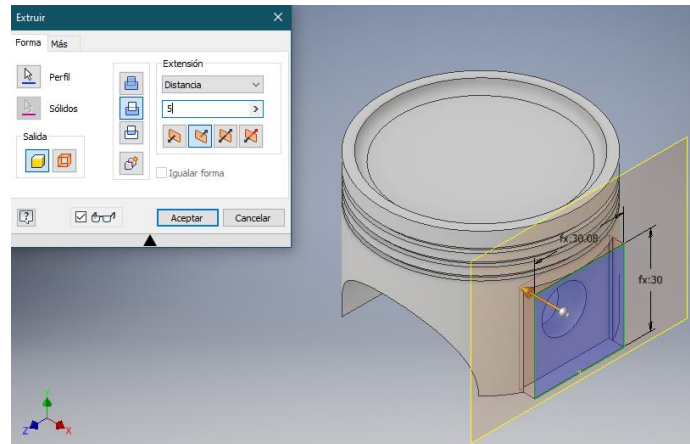 Extruir
Forma Más
Perfil
Sólidos
Salida
Extensión
Distancia
5
Igualar forma
Aceptar
Cancelar
fx:30.08
fx:30
Y
Z
X